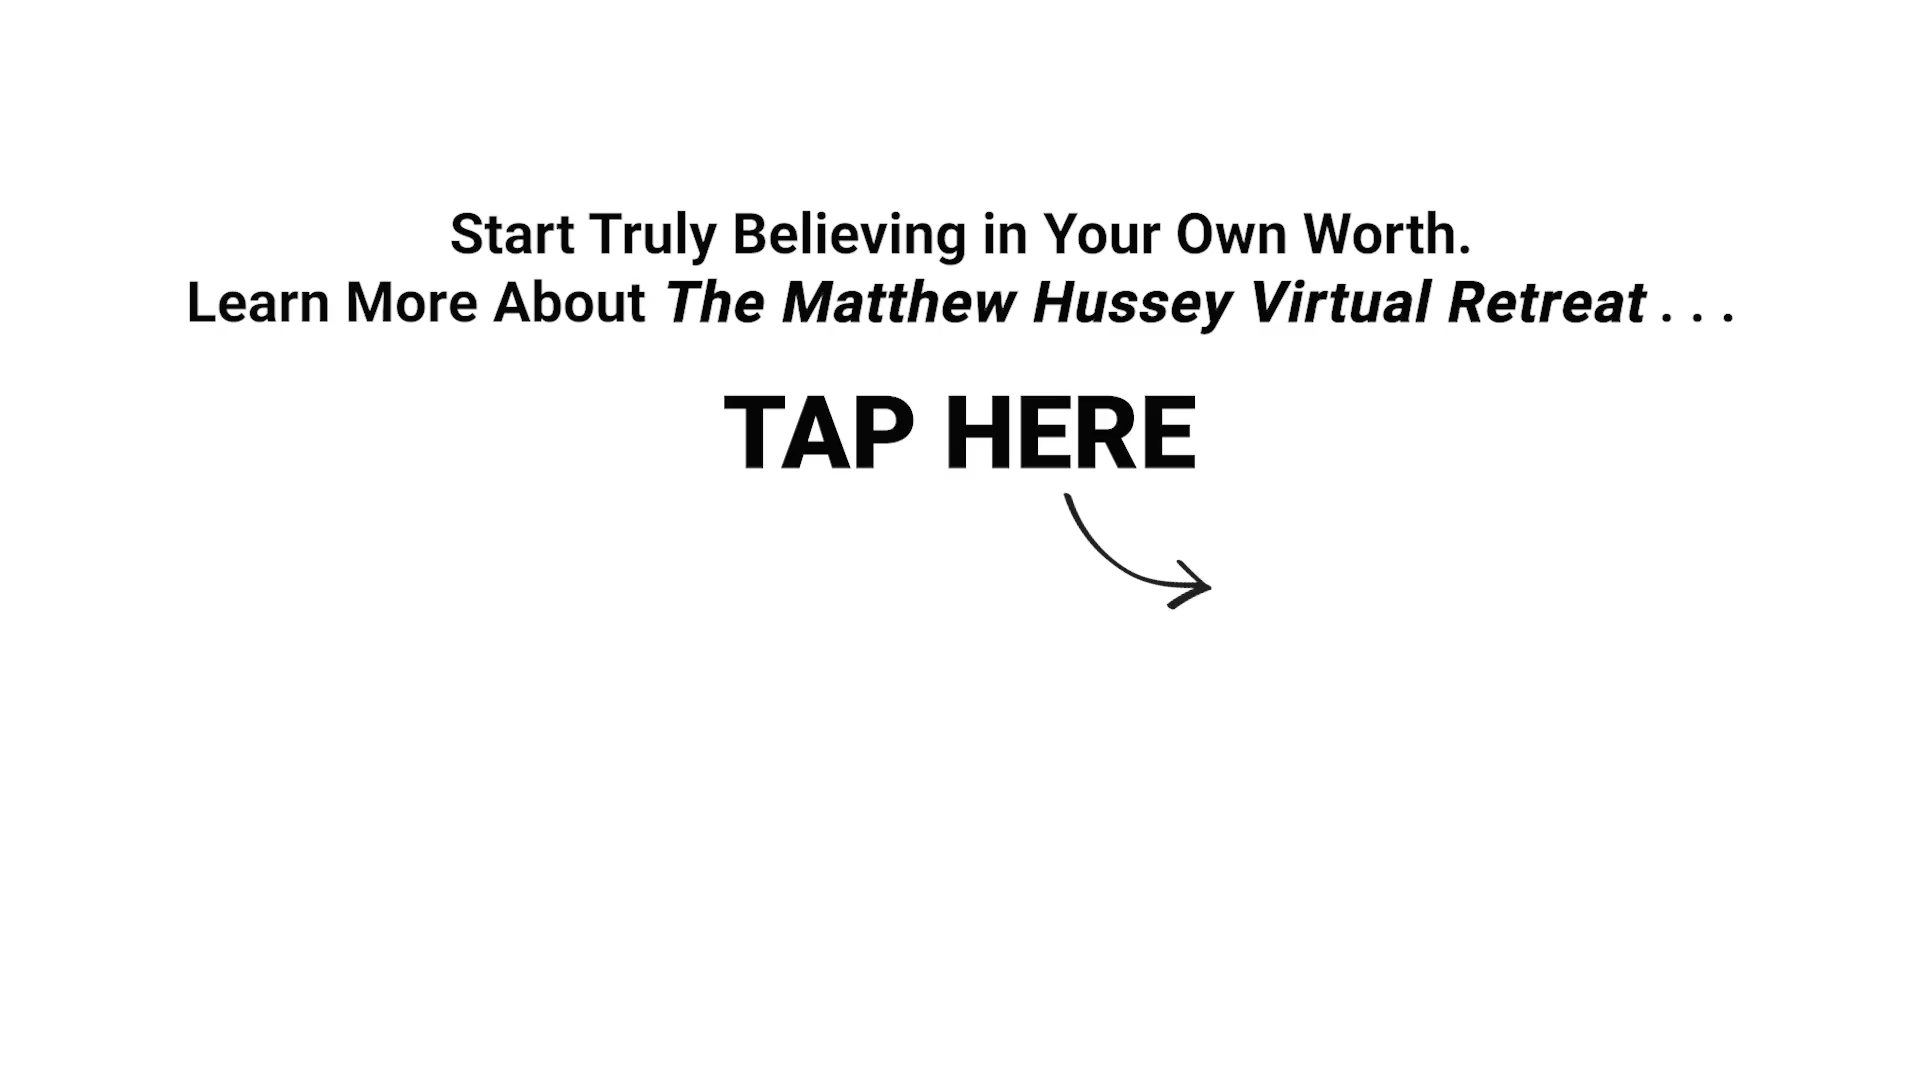 Start Truly Believing in Your Own Worth.
Learn More About The Matthew Hussey Virtual Retreat . . .
TAP HERE